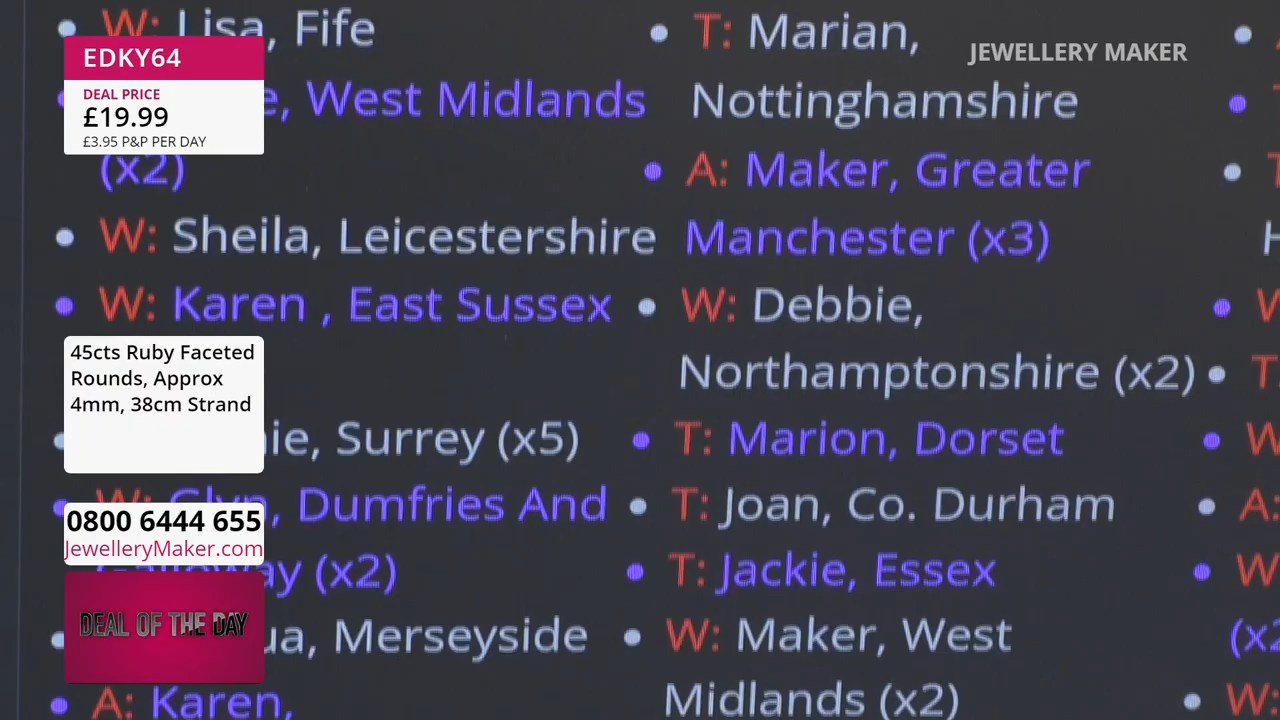 W: Lisa, Fife
EDKY64
DEAL PRICE
£19.99
£3.95 P&P PER DAY
West Midlands
(x2)
W: Sheila, Leicestershire
W: Karen , East Sussex
45cts Ruby Faceted
Rounds, Approx
4mm, 38cm Strand
Surrey (x5)
W: Glyn, Dumfries And
Galloway (x2)
0800 6444 655
JewelleryMaker.com
DEAL OF THE DAY
Merseyside
A: Karen,
T: Marian,
Nottinghamshire
A: Maker, Greater
Manchester (x3)
W: Debbie,
Northamptonshire (x2)
T: Marion, Dorset
T: Joan, Co. Durham
T: Jackie, Essex
W: Maker, West
Midlands (x2)
JEWELLERY MAKER